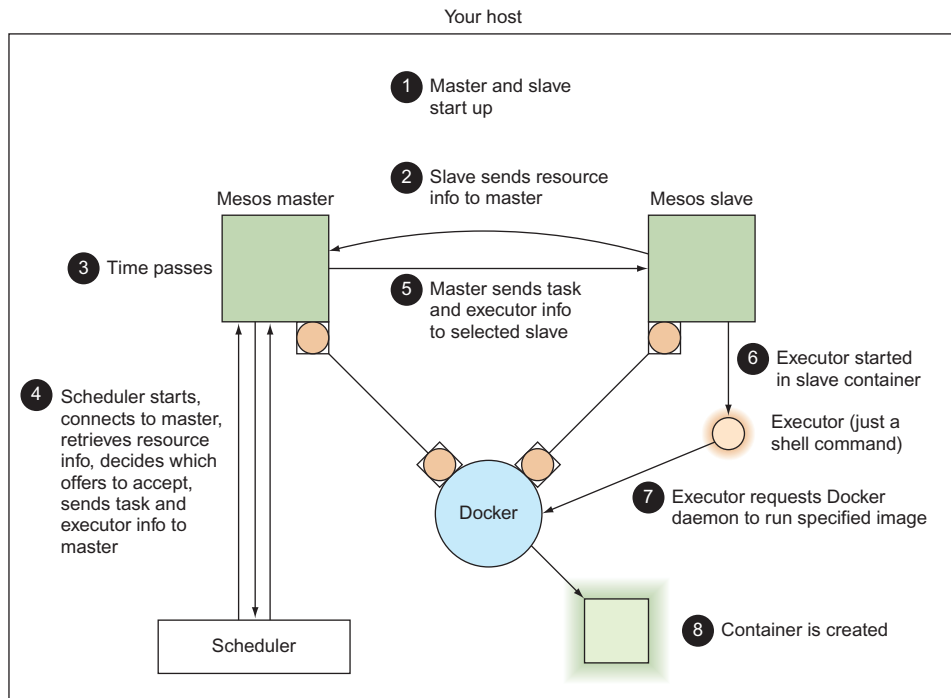 Your host
1 Master and slave
start up
2 Slave sends resource
info to master
Mesos master
Mesos slave
3 Time passes
5 Master sends task
and executor info
to selected slave
6 Executor started
in slave container
4 Scheduler starts,
connects to master,
retrieves resource
info, decides which
offers to accept,
sends task and
executor info to
master
Executor (just a
shell command)
7 Executor requests Docker
daemon to run specified image
Docker
8 Container is created
Scheduler